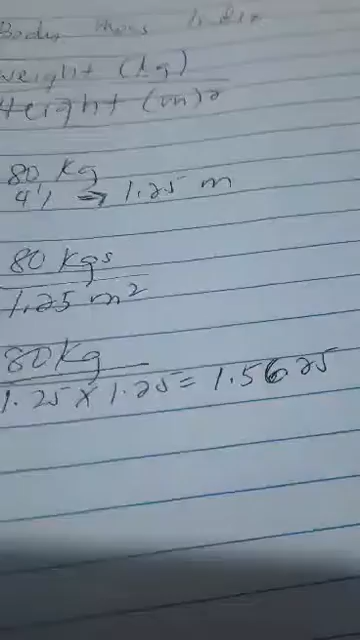 Body Mass Index
Weight (kg)
Height (m)2
80 Kg
4'1 → 1.25 m
80 Kgs
1.25 m²
80Kg
1.25 x 1.25 = 1.5625